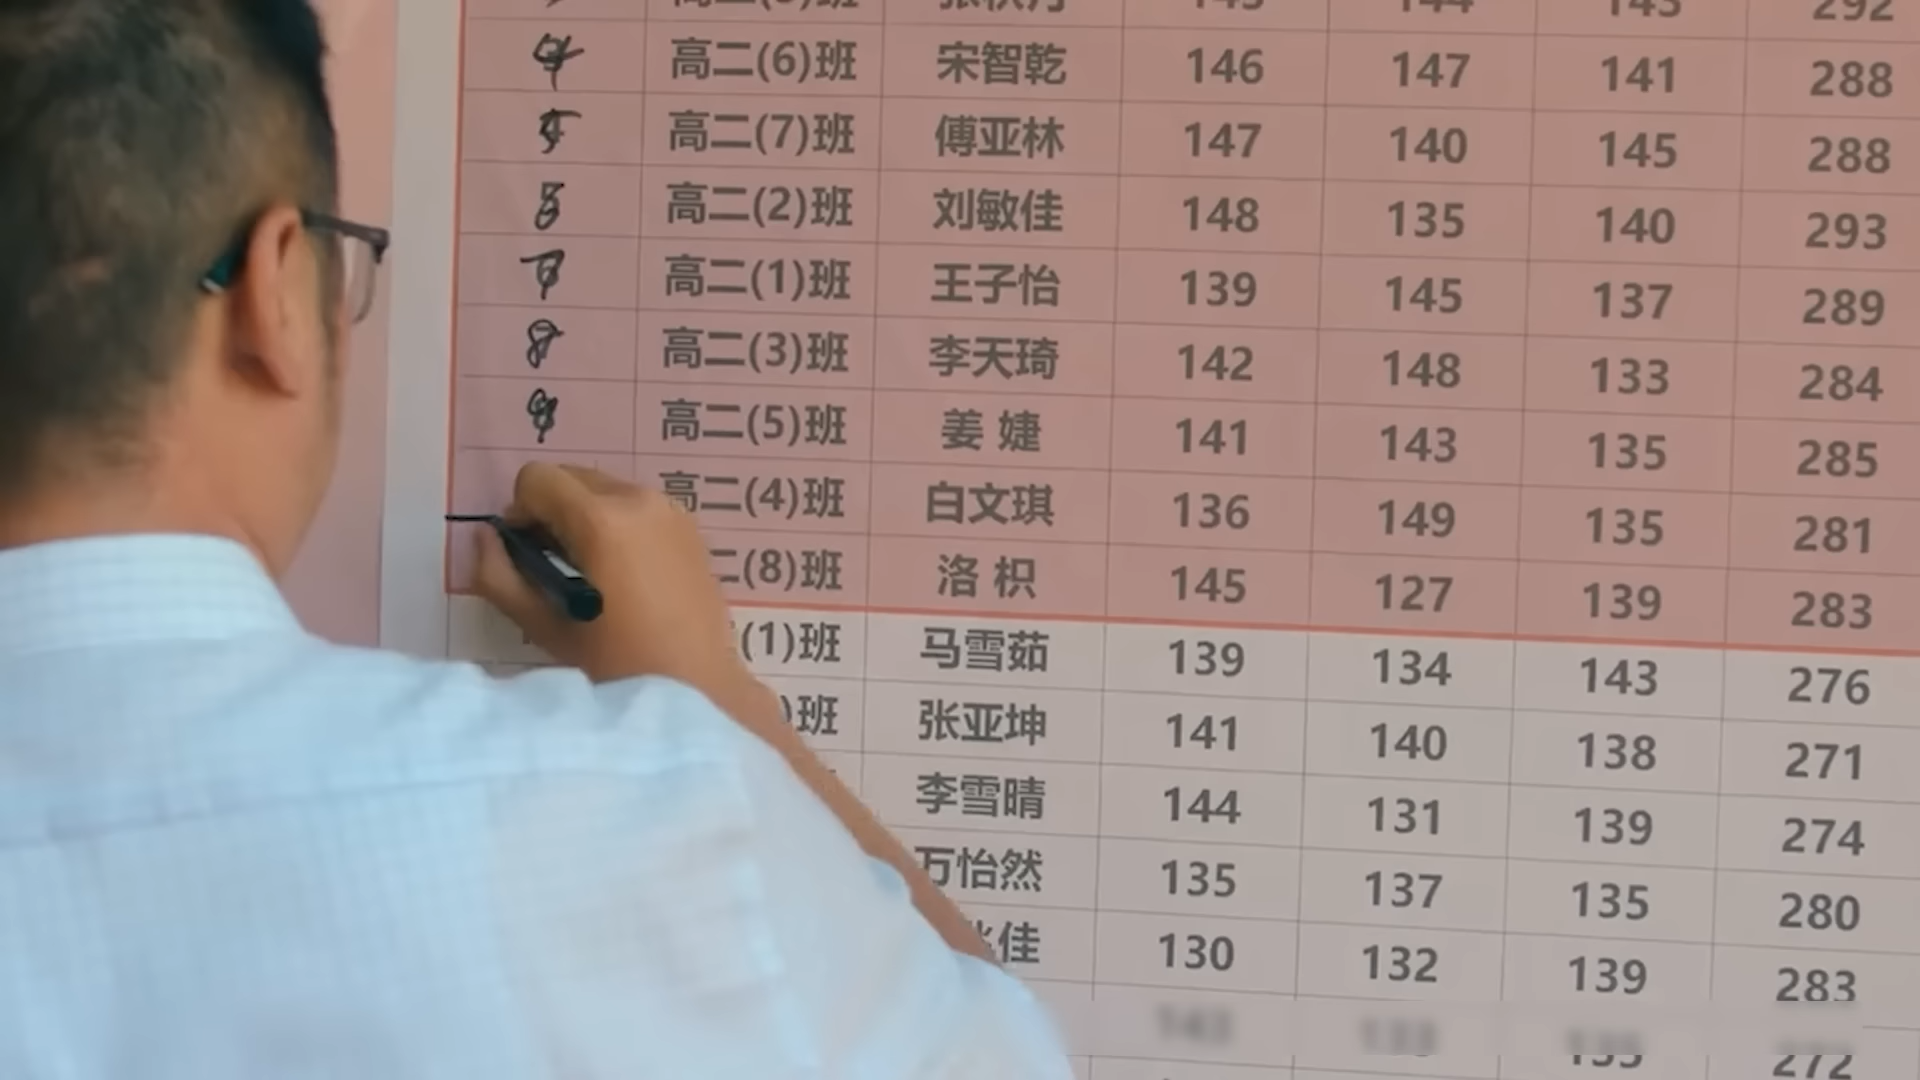 292
高二(6)班 宋智乾 146 147 141 288
高二(7)班 傅亚林 147 140 145 288
高二(2)班 刘敏佳 148 135 140 293
高二(1)班 王子怡 139 145 137 289
8 高二(3)班 李天琦 142 148 133 284
高二(5)班 姜婕 141 143 135 285
高二(4)班 白文琪 136 149 135 281
二(8)班 洛枳 145 127 139 283
(1)班 马雪茹 139 134 143 276
)班 张亚坤 141 140 138 271
李雪晴 144 131 139 274
万怡然 135 137 135 280
佳 130 132 139 283
272